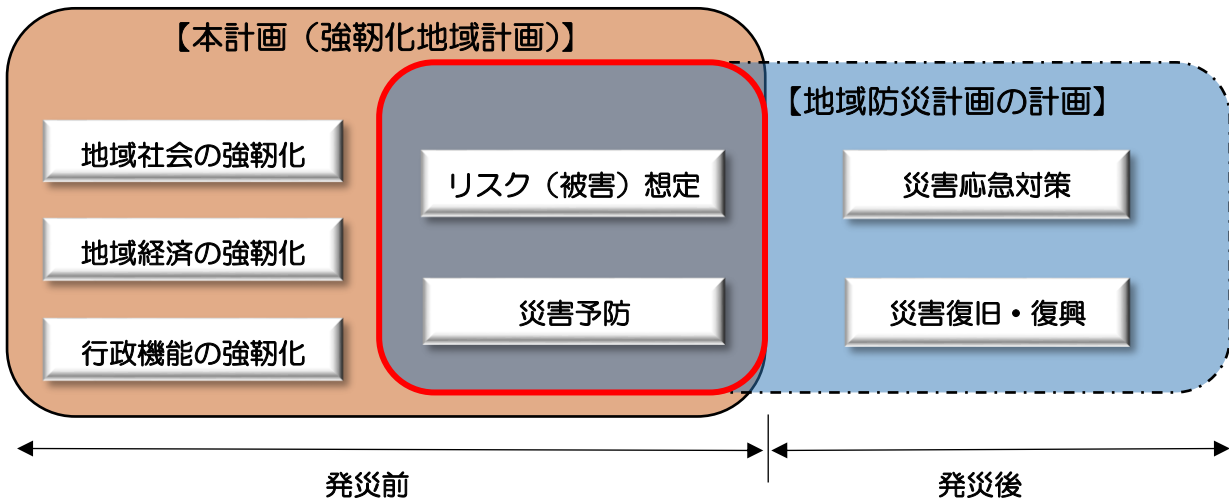 【本計画（強靭化地域計画）】
【地域防災計画の計画】
地域社会の強靭化
地域経済の強靭化
行政機能の強靭化
リスク（被害）想定
災害予防
災害応急対策
災害復旧・復興
発災前
発災後